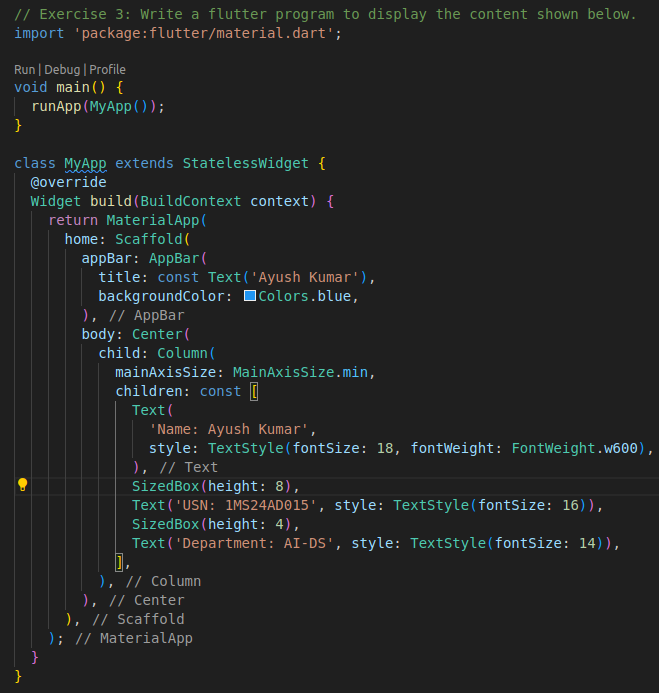 // Exercise 3: Write a flutter program to display the content shown below.
import 'package:flutter/material.dart';
Run | Debug | Profile
void main() {
  runApp(MyApp());
}
class MyApp extends StatelessWidget {
  @override
  Widget build(BuildContext context) {
    return MaterialApp(
      home: Scaffold(
        appBar: AppBar(
          title: const Text('Ayush Kumar'),
          backgroundColor: Colors.blue,
        ), // AppBar
        body: Center(
          child: Column(
            mainAxisSize: MainAxisSize.min,
            children: const [
              Text(
                'Name: Ayush Kumar',
                style: TextStyle(fontSize: 18, fontWeight: FontWeight.w600),
              ), // Text
              SizedBox(height: 8),
              Text('USN: 1MS24AD015', style: TextStyle(fontSize: 16)),
              SizedBox(height: 4),
              Text('Department: AI-DS', style: TextStyle(fontSize: 14)),
            ],
          ), // Column
        ), // Center
      ), // Scaffold
    ); // MaterialApp
  }
}